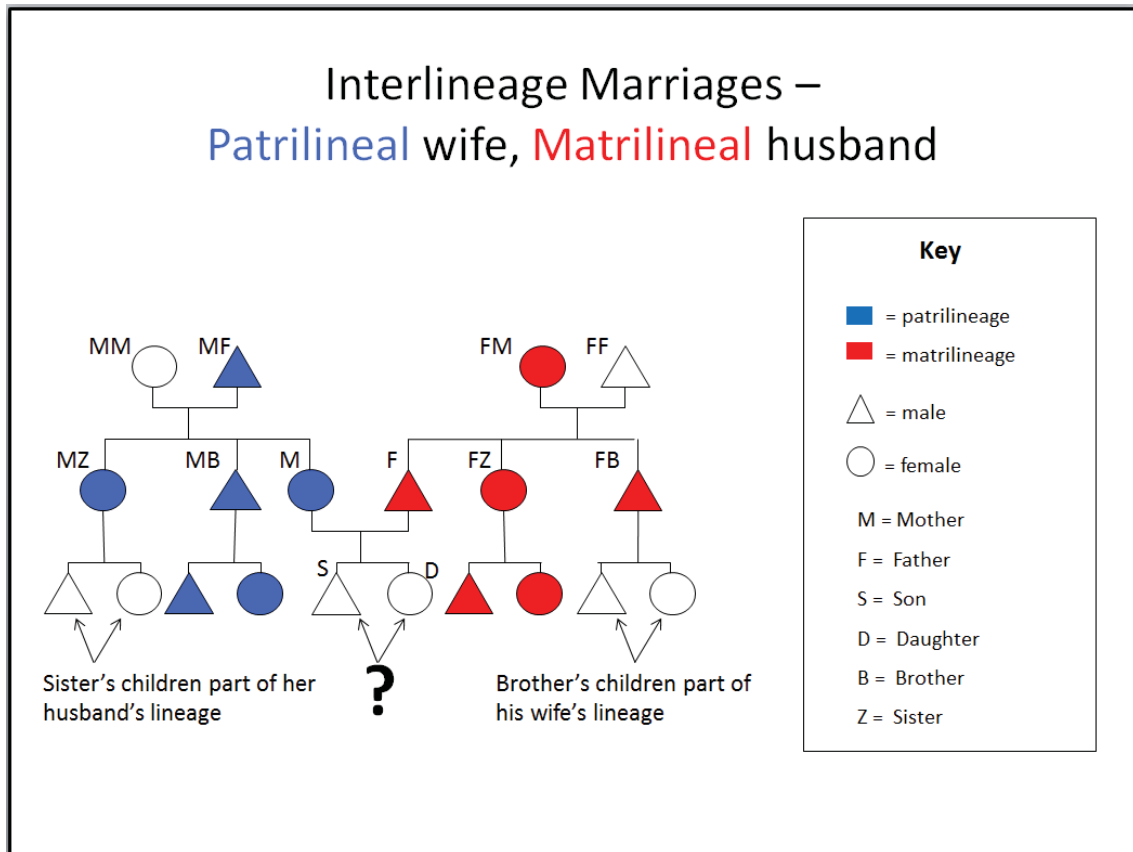 Interlineage Marriages –
Patrilineal wife, Matrilineal husband
Key
= patrilineage
= matrilineage
= male
= female
M = Mother
F = Father
S = Son
D = Daughter
B = Brother
Z = Sister
MM
MF
FM
FF
MZ
MB
M
F
FZ
FB
S
D
Sister's children part of her
husband's lineage
?
Brother's children part of
his wife's lineage